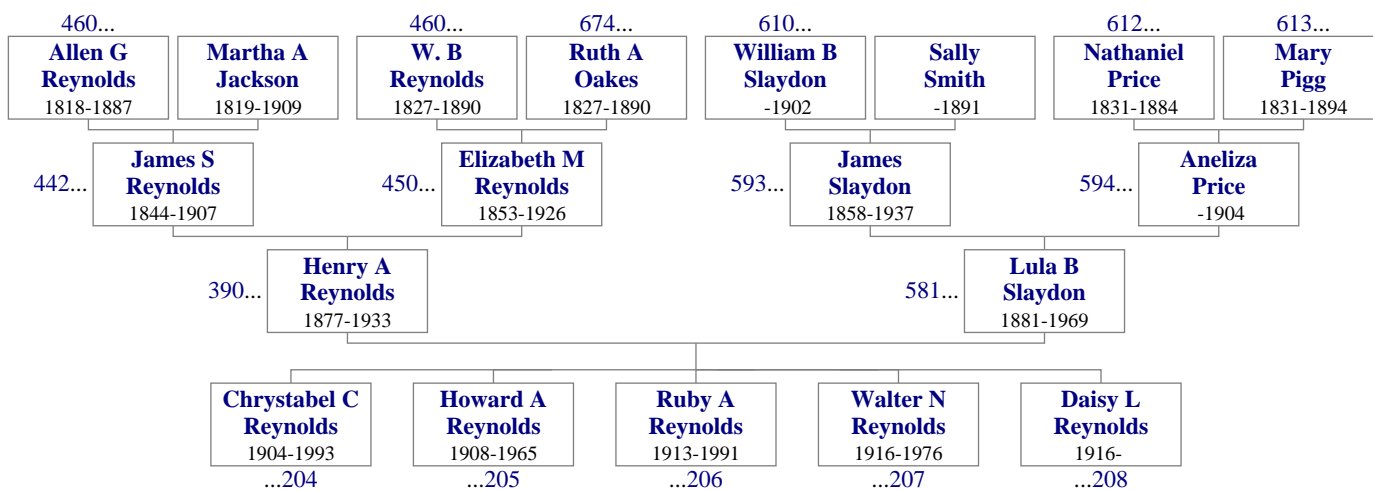 460...
460...
674...
610...
612...
613...
Allen G
Reynolds
1818-1887
Martha A
Jackson
1819-1909
W. B
Reynolds
1827-1890
Ruth A
Oakes
1827-1890
William B
Slaydon
-1902
Sally
Smith
-1891
Nathaniel
Price
1831-1884
Mary
Pigg
1831-1894
442...
James S
Reynolds
1844-1907
450...
Elizabeth M
Reynolds
1853-1926
593...
James
Slaydon
1858-1937
594...
Aneliza
Price
-1904
390...
Henry A
Reynolds
1877-1933
581...
Lula B
Slaydon
1881-1969
Chrystabel C
Reynolds
1904-1993
...204
Howard A
Reynolds
1908-1965
...205
Ruby A
Reynolds
1913-1991
...206
Walter N
Reynolds
1916-1976
...207
Daisy L
Reynolds
1916-
...208